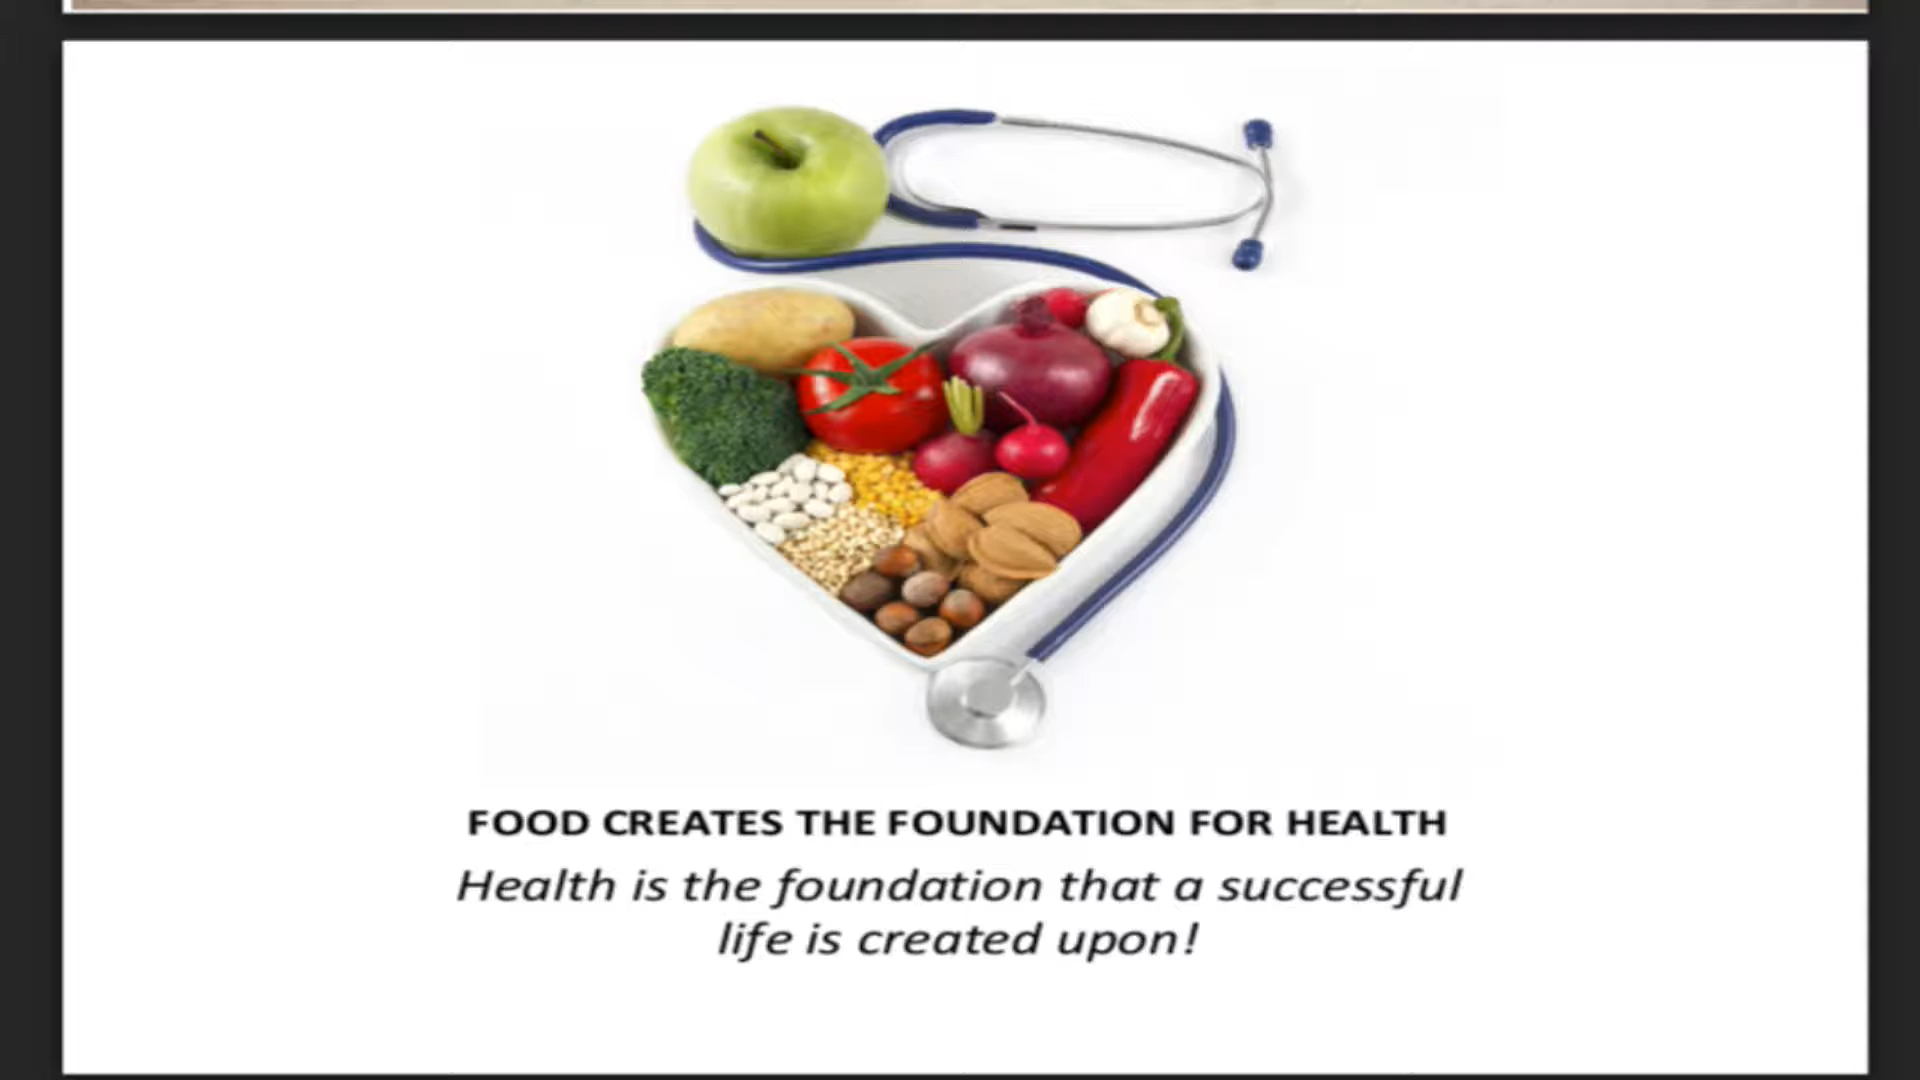 FOOD CREATES THE FOUNDATION FOR HEALTH
Health is the foundation that a successful
life is created upon!